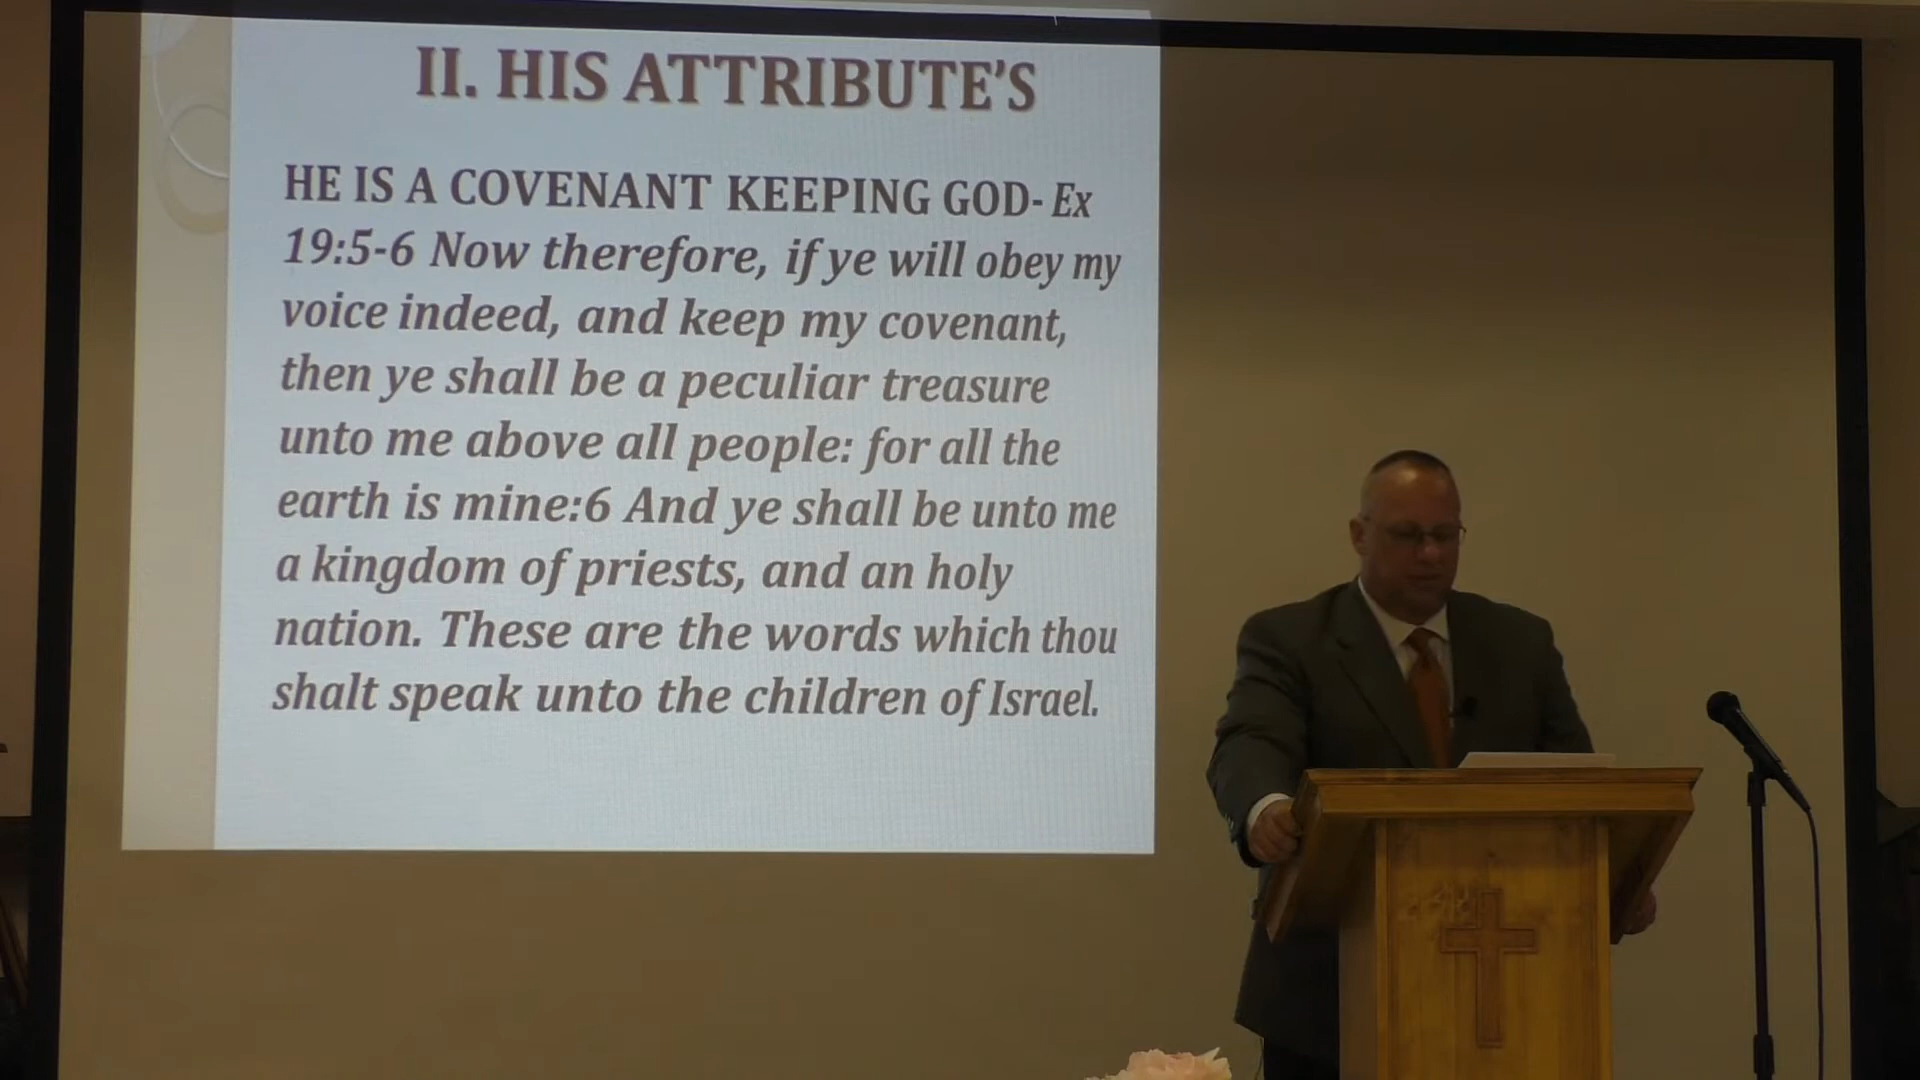 II. HIS ATTRIBUTE’S
HE IS A COVENANT KEEPING GOD- Ex
19:5-6 Now therefore, if ye will obey my
voice indeed, and keep my covenant,
then ye shall be a peculiar treasure
unto me above all people: for all the
earth is mine:6 And ye shall be unto me
a kingdom of priests, and an holy
nation. These are the words which thou
shalt speak unto the children of Israel.